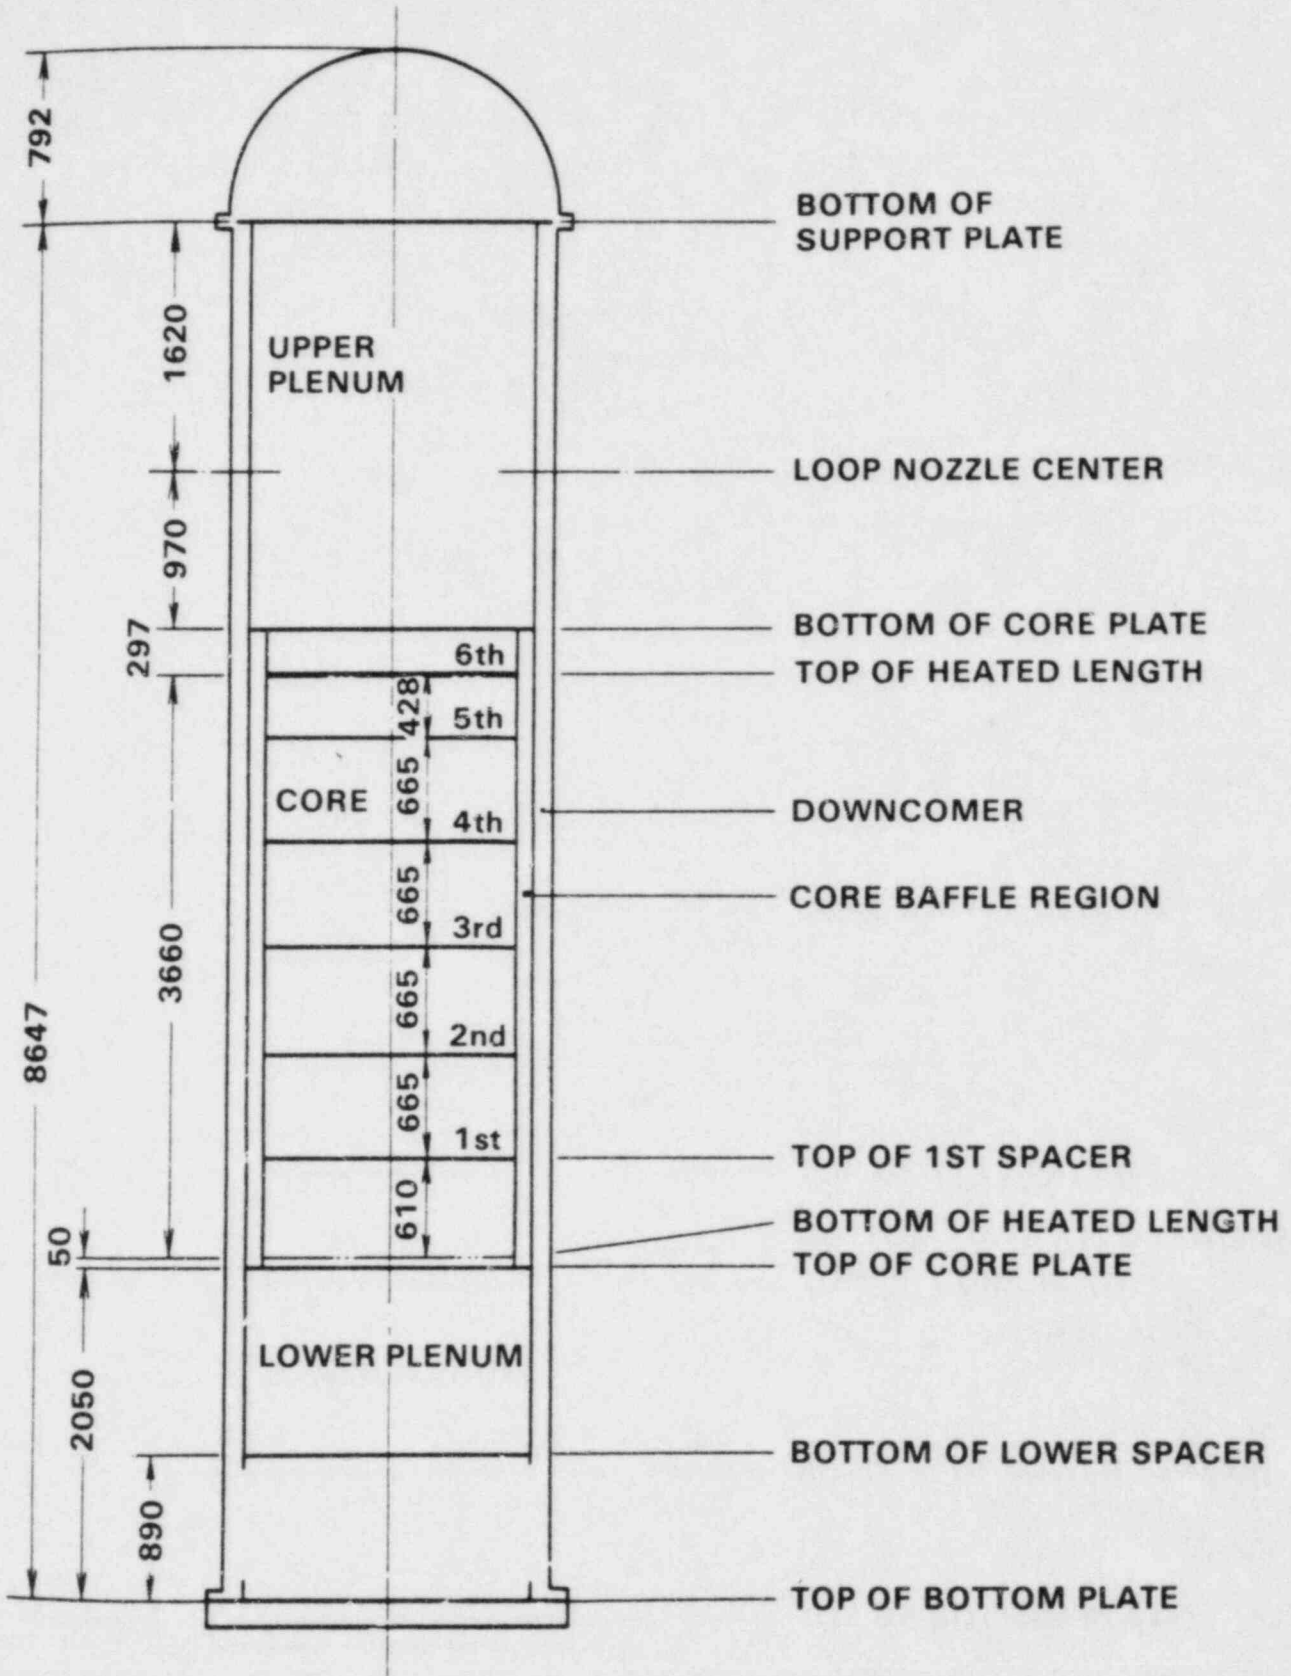 792
BOTTOM OF
SUPPORT PLATE
1620
UPPER
PLENUM
LOOP NOZZLE CENTER
970
297
BOTTOM OF CORE PLATE
6th
TOP OF HEATED LENGTH
428
5th
CORE
665
4th
DOWNCOMER
665
3rd
CORE BAFFLE REGION
3660
8647
665
2nd
665
1st
TOP OF 1ST SPACER
610
BOTTOM OF HEATED LENGTH
50
TOP OF CORE PLATE
LOWER PLENUM
2050
BOTTOM OF LOWER SPACER
890
TOP OF BOTTOM PLATE